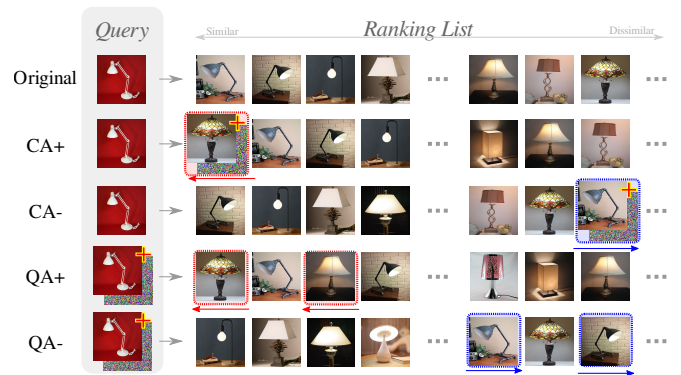 Query
Ranking List
Similar
Dissimilar
Original
CA+
CA-
QA+
QA-